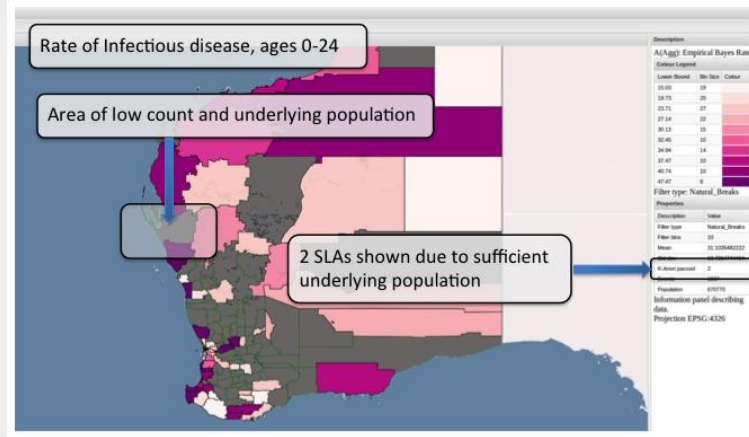 Rate of Infectious disease, ages 0-24
Area of low count and underlying population
2 SLAs shown due to sufficient
underlying population
Description
A(Agg): Empirical Bayes Rate
Colour Legend
Lower Bound Bin Size Colour
15.03 19
19.73 20
23.71 27
27.14 22
30.13 15
32.45 10
34.94 14
37.47 10
40.74 10
47.47 8
Filter type: Natural_Breaks
Properties
Description Value
Filter type Natural_Breaks
Filter bins 10
Mean 31.1035482222
K-Anon passed 2
Population 670770
Information panel describing
data.
Projection EPSG:4326